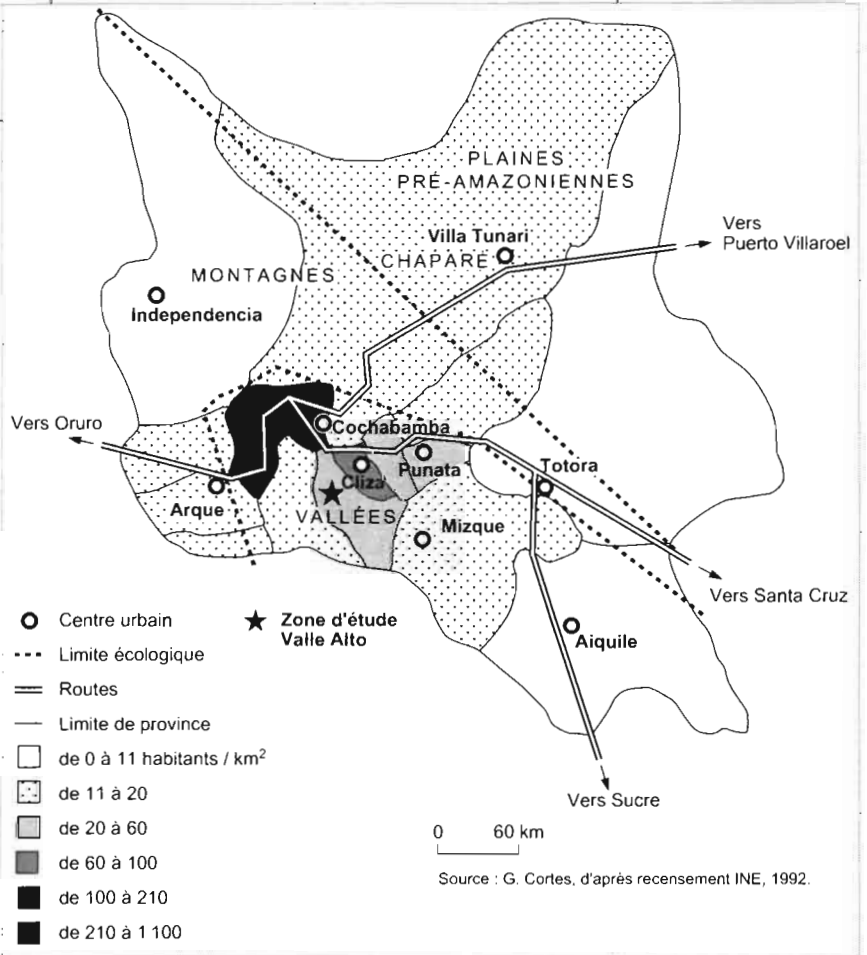 PLAINES
PRÉ-AMAZONIENNES
Vers
Puerto Villaroel
Villa Tunari
CHAPARÉ
MONTAGNES
Independencia
Vers Oruro
Cochabamba
Punata
Totora
Cliza
Arque
VALLÉES
Mizque
Vers Santa Cruz
Aiquile
Vers Sucre
Centre urbain
Zone d'étude
Valle Alto
Limite écologique
Routes
Limite de province
de 0 à 11 habitants / km²
de 11 à 20
de 20 à 60
de 60 à 100
de 100 à 210
de 210 à 1 100
0 60 km
Source : G. Cortes, d'après recensement INE, 1992.